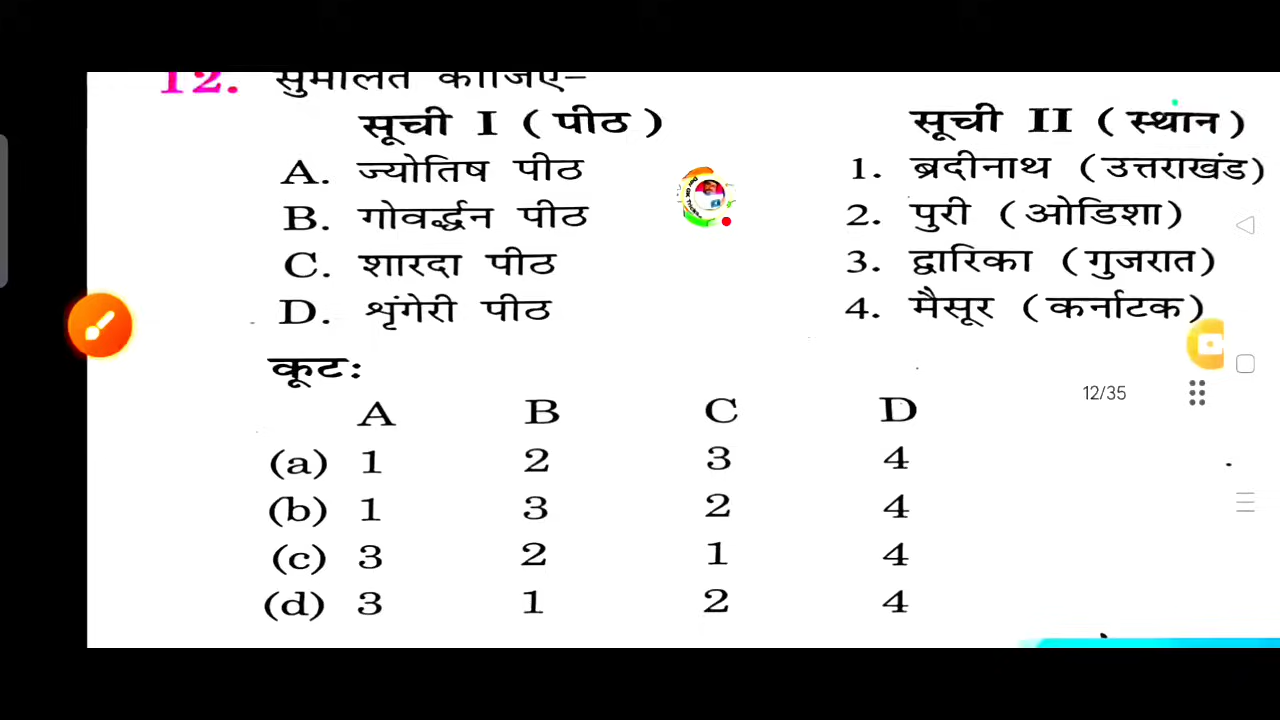 12. सुमेलित कीजिए–
सूची I (पीठ) सूची II (स्थान)
A. ज्योतिष पीठ 1. ब्रदीनाथ (उत्तराखंड)
B. गोवर्द्धन पीठ 2. पुरी (ओडिशा)
C. शारदा पीठ 3. द्वारिका (गुजरात)
D. श्रृंगेरी पीठ 4. मैसूर (कर्नाटक)
कूटः
12/35
A B C D
(a) 1 2 3 4
(b) 1 3 2 4
(c) 3 2 1 4
(d) 3 1 2 4